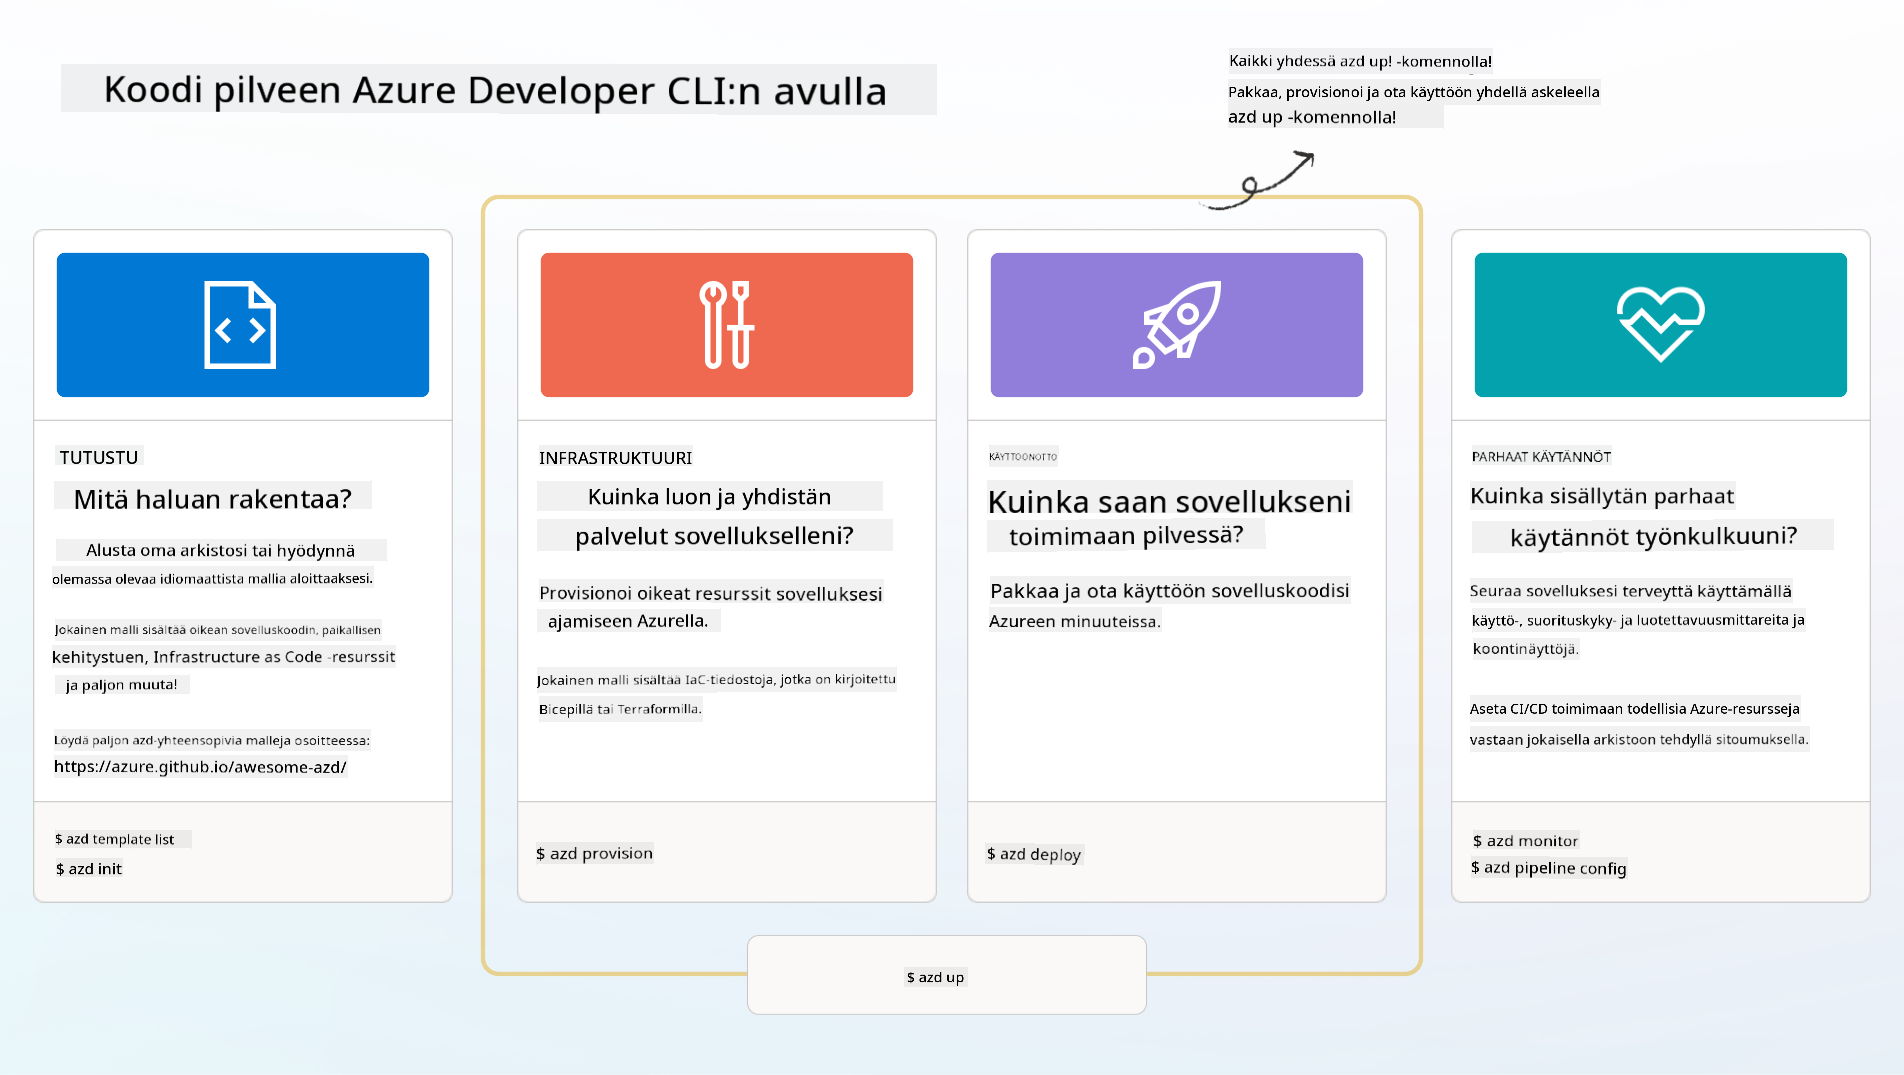 Koodi pilveen Azure Developer CLI:n avulla
Kaikki yhdessä azd up! -komennolla!
Pakkaa, provisionoi ja ota käyttöön yhdellä askeleella
azd up -komennolla!
TUTUSTU
Mitä haluan rakentaa?
Alusta oma arkistosi tai hyödynnä
olemassa olevaa idiomaattista mallia aloittaaksesi.
Jokainen malli sisältää oikean sovelluskoodin, paikallisen
kehitystuen, Infrastructure as Code -resurssit
ja paljon muuta!
Löydä paljon azd-yhteensopivia malleja osoitteessa:
https://azure.github.io/awesome-azd/
$ azd template list
$ azd init
INFRASTRUKTUURI
Kuinka luon ja yhdistän
palvelut sovellukselleni?
Provisionoi oikeat resurssit sovelluksesi
ajamiseen Azurella.
Jokainen malli sisältää IaC-tiedostoja, jotka on kirjoitettu
Bicepillä tai Terraformilla.
$ azd provision
KÄYTTÖÖNOTTO
Kuinka saan sovellukseni
toimimaan pilvessä?
Pakkaa ja ota käyttöön sovelluskoodisi
Azureen minuuteissa.
$ azd deploy
PARHAAT KÄYTÄNNÖT
Kuinka sisällytän parhaat
käytännöt työnkulkuuni?
Seuraa sovelluksesi terveyttä käyttämällä
käyttö-, suorituskyky- ja luotettavuusmittareita ja
koontinäyttöjä.
Aseta CI/CD toimimaan todellisia Azure-resursseja
vastaan jokaisella arkistoon tehdyllä sitoumuksella.
$ azd monitor
$ azd pipeline config
$ azd up